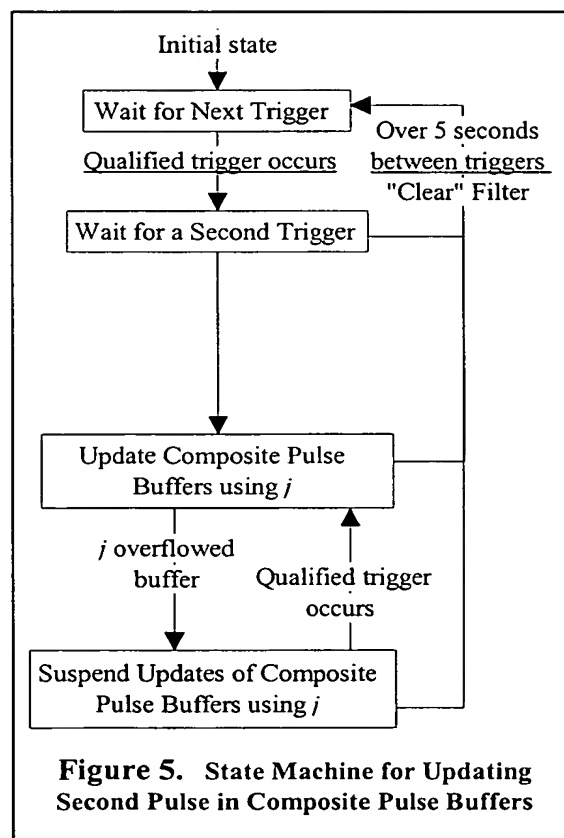 Initial state
Wait for Next Trigger
Over 5 seconds
between triggers
"Clear" Filter
Qualified trigger occurs
Wait for a Second Trigger
Update Composite Pulse
Buffers using j
j overflowed
buffer
Qualified trigger
occurs
Suspend Updates of Composite
Pulse Buffers using j
Figure 5. State Machine for Updating
Second Pulse in Composite Pulse Buffers